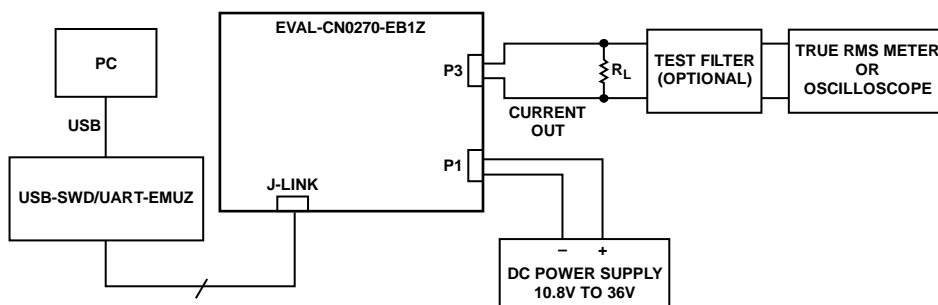 EVAL-CN0270-EB1Z
PC
USB
USB-SWD/UART-EMUZ
J-LINK
P3
P1
CURRENT
OUT
RL
TEST FILTER
(OPTIONAL)
TRUE RMS METER
OR
OSCILLOSCOPE
– +
DC POWER SUPPLY
10.8V TO 36V